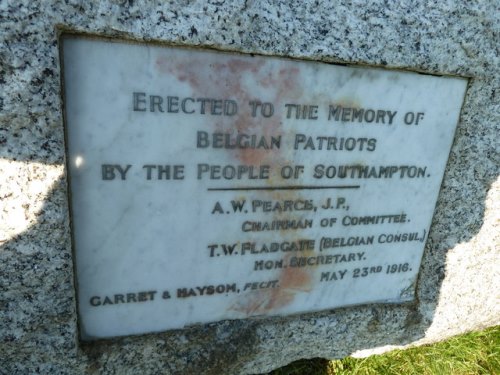 ERECTED TO THE MEMORY OF
BELGIAN PATRIOTS
BY THE PEOPLE OF SOUTHAMPTON.
A.W. PEARCE, J.P.,
CHAIRMAN OF COMMITTEE.
T.W. FLADGATE (BELGIAN CONSUL,)
HON. SECRETARY.
GARRET & HAYSOM, FECIT. MAY 23RD 1916.